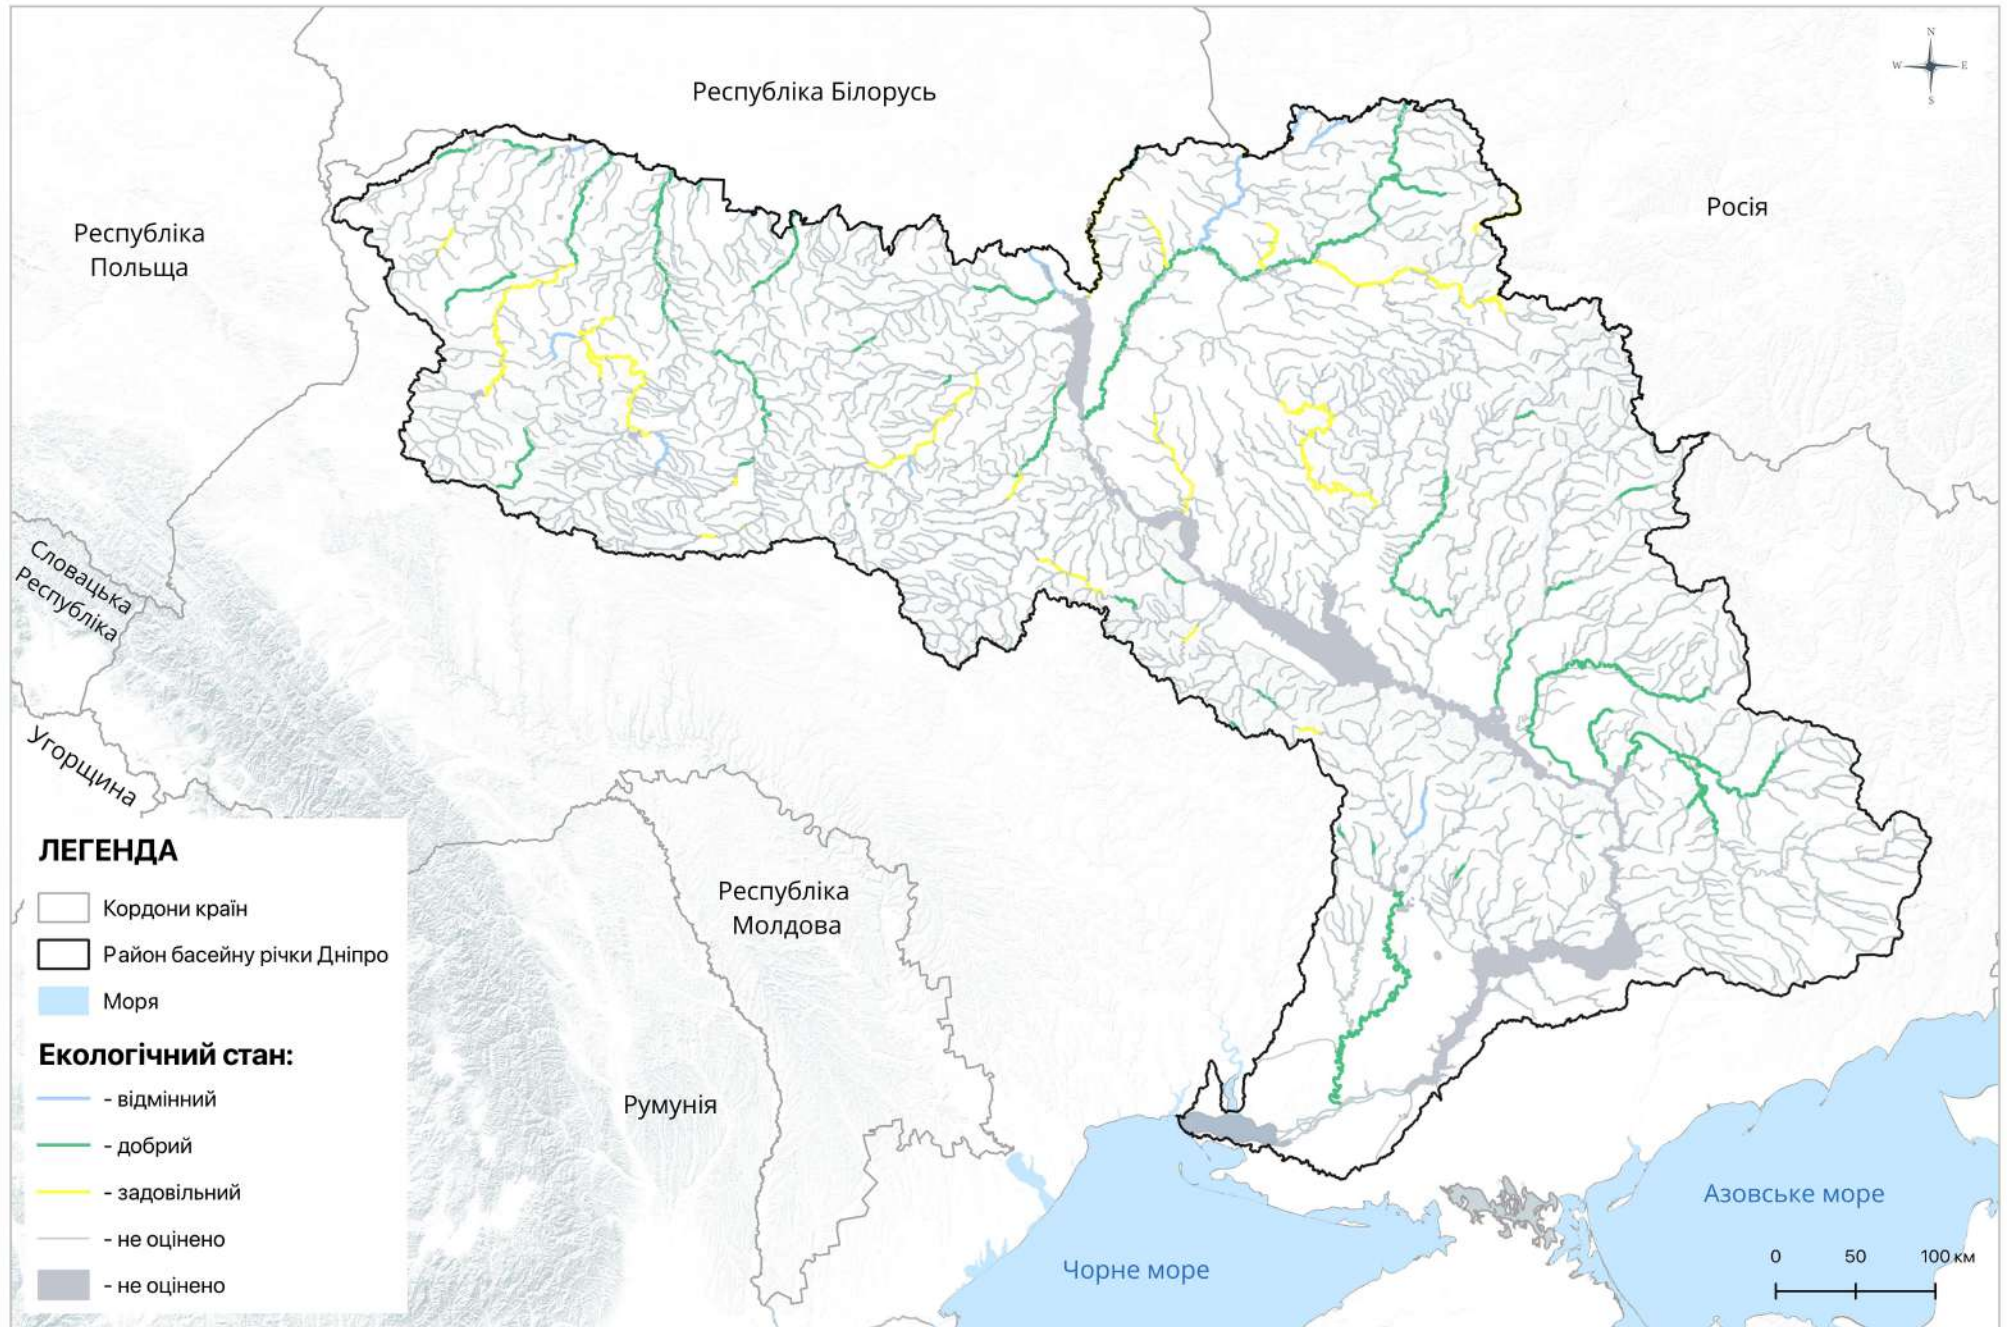 N
W E
S
Республіка Білорусь
Росія
Республіка
Польща
Словацька
Республіка
Угорщина
Республіка
Молдова
Румунія
Чорне море
Азовське море
0 50 100 км
ЛЕГЕНДА
Кордони країн
Район басейну річки Дніпро
Моря
Екологічний стан:
- відмінний
- добрий
- задовільний
- не оцінено
- не оцінено